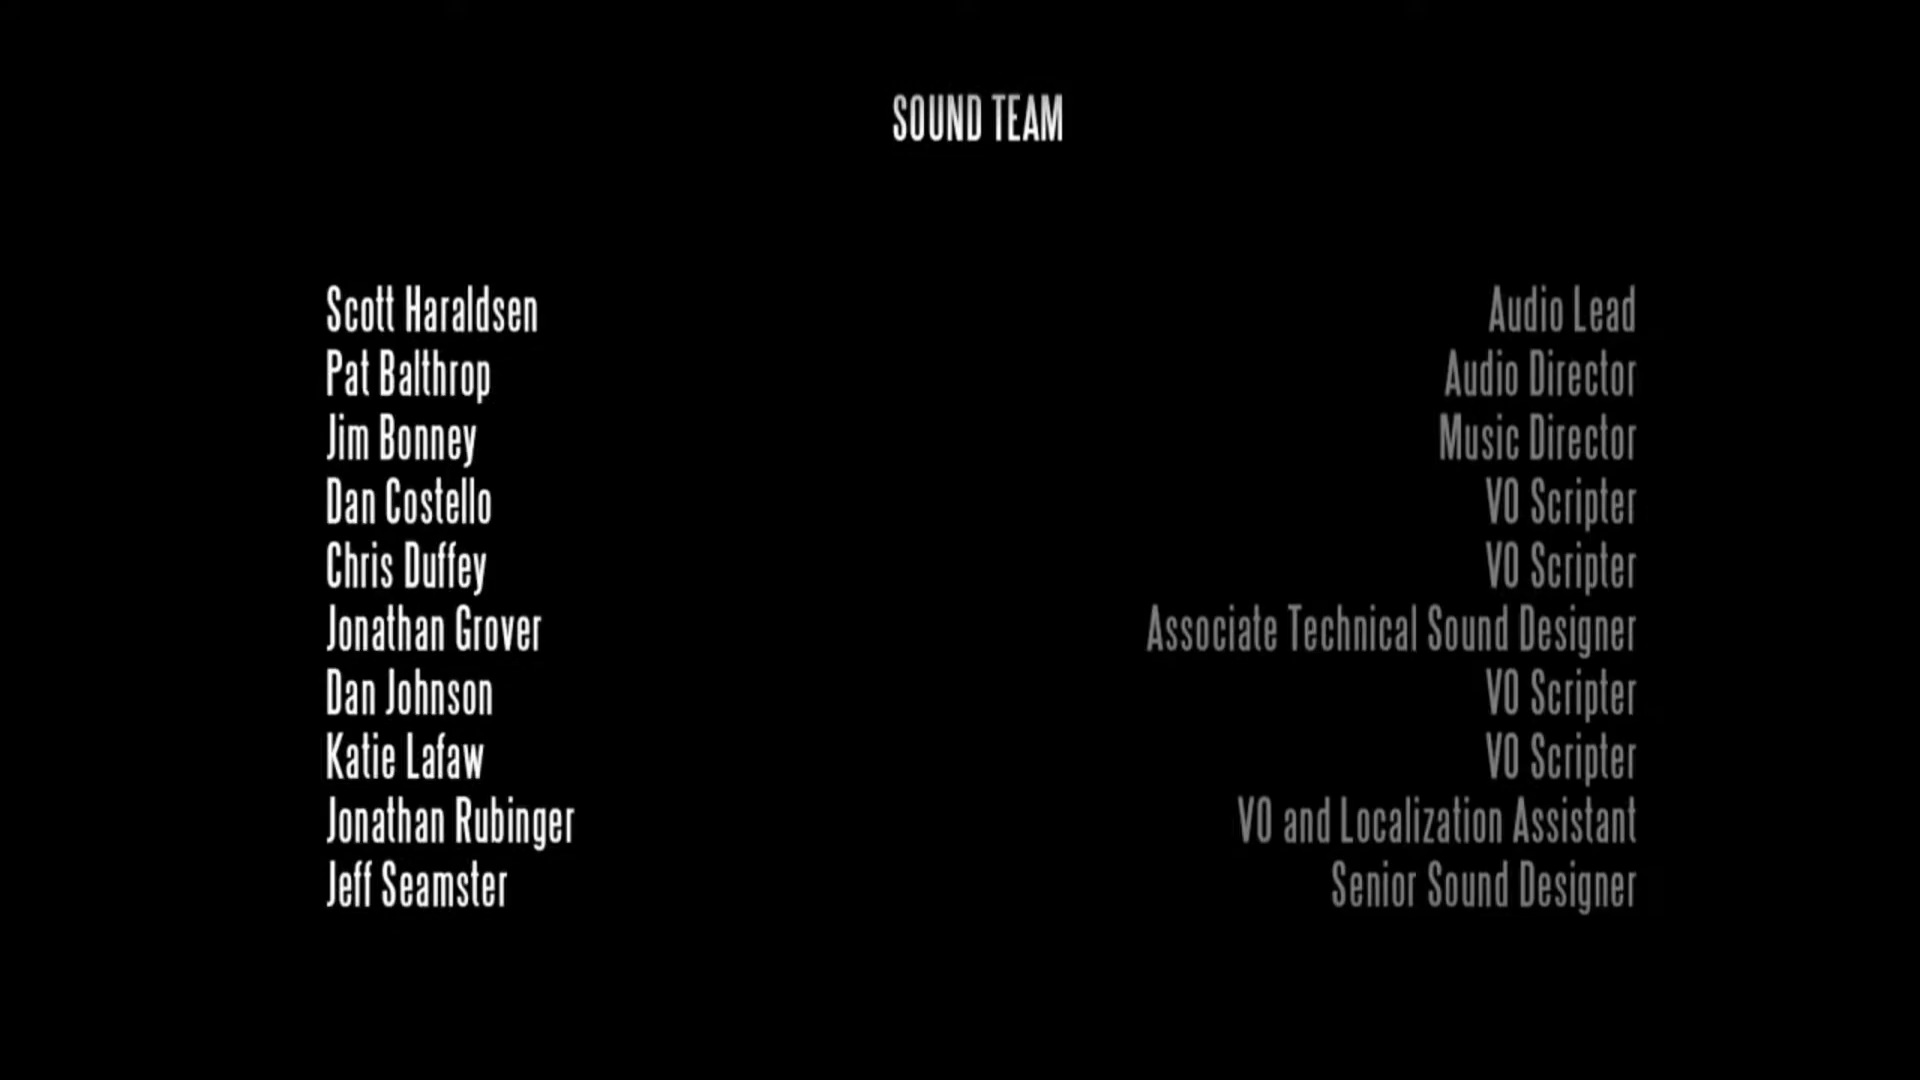 SOUND TEAM
Scott Haraldsen Audio Lead
Pat Balthrop Audio Director
Jim Bonney Music Director
Dan Costello VO Scripter
Chris Duffey VO Scripter
Jonathan Grover Associate Technical Sound Designer
Dan Johnson VO Scripter
Katie Lafaw VO Scripter
Jonathan Rubinger VO and Localization Assistant
Jeff Seamster Senior Sound Designer